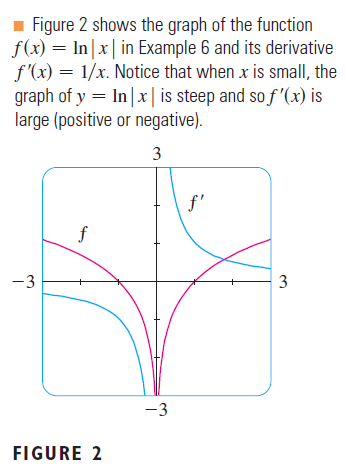 Figure 2 shows the graph of the function
f(x) = ln|x| in Example 6 and its derivative
f′(x) = 1/x. Notice that when x is small, the
graph of y = ln|x| is steep and so f′(x) is
large (positive or negative).
3
f′
f
−3
3
−3
FIGURE 2